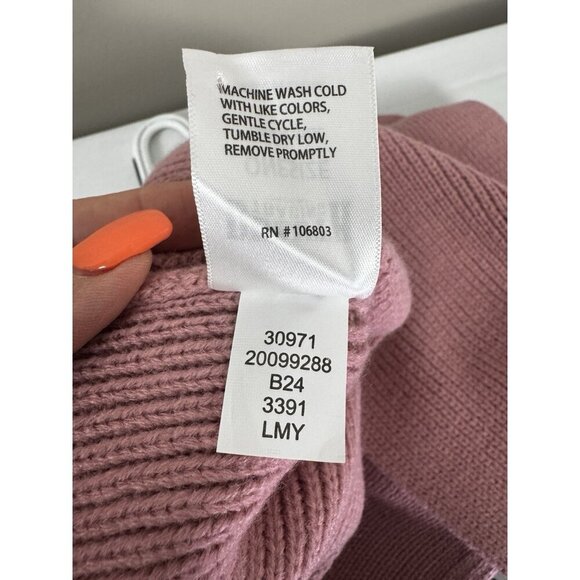 MACHINE WASH COLD
WITH LIKE COLORS,
GENTLE CYCLE,
TUMBLE DRY LOW,
REMOVE PROMPTLY
RN #106803
30971
20099288
B24
3391
LMY